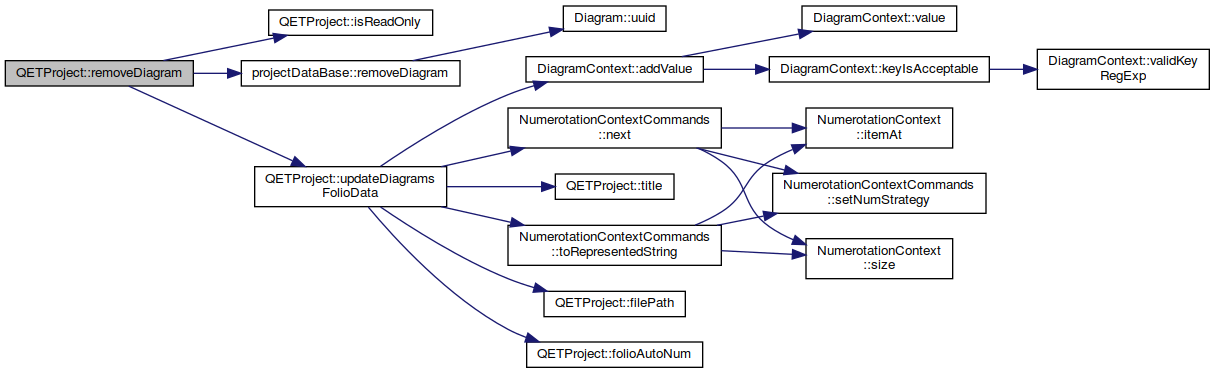 QETProject::removeDiagram
QETProject::isReadOnly
projectDataBase::removeDiagram
QETProject::updateDiagrams
FolioData
Diagram::uuid
DiagramContext::addValue
NumerotationContextCommands
::next
QETProject::title
NumerotationContextCommands
::toRepresentedString
QETProject::filePath
QETProject::folioAutoNum
DiagramContext::value
DiagramContext::keyIsAcceptable
NumerotationContext
::itemAt
NumerotationContextCommands
::setNumStrategy
NumerotationContext
::size
DiagramContext::validKey
RegExp